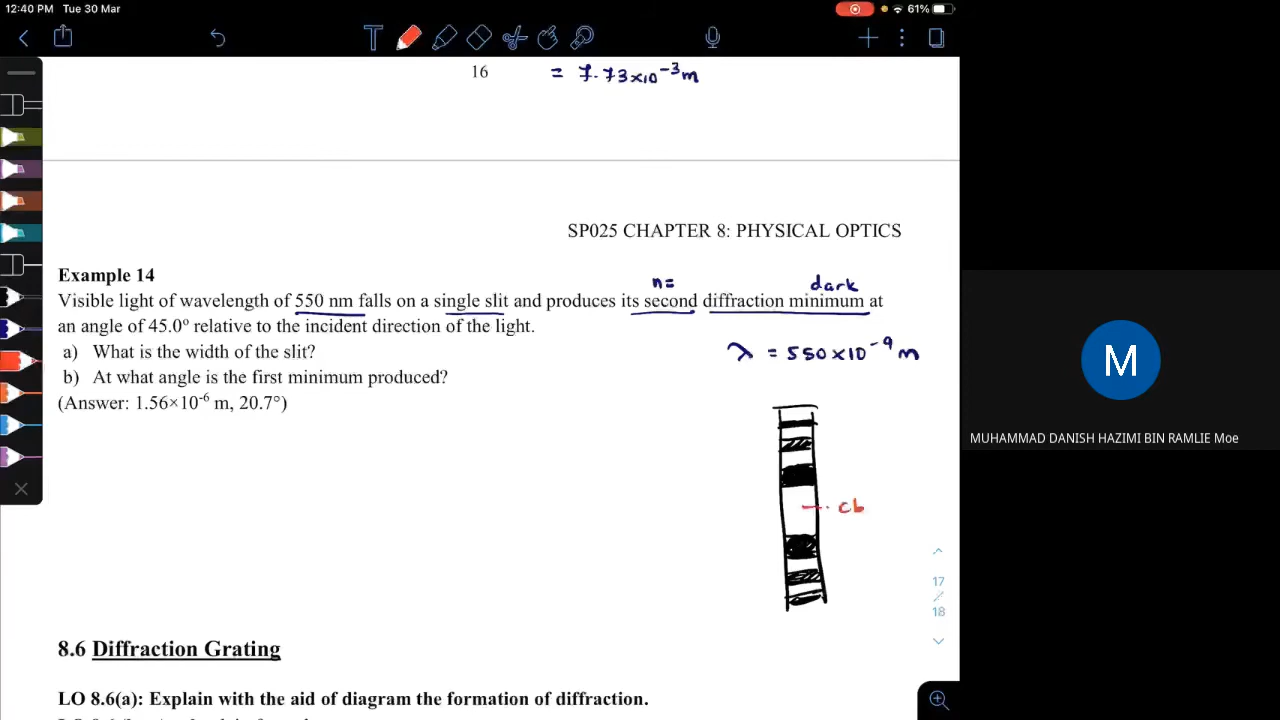 12:40 PM Tue 30 Mar
61%
16 = 7.73×10⁻³m
SP025 CHAPTER 8: PHYSICAL OPTICS
Example 14
n= dark
Visible light of wavelength of 550 nm falls on a single slit and produces its second diffraction minimum at
an angle of 45.0° relative to the incident direction of the light.
a) What is the width of the slit?
λ = 550×10⁻⁹ m
b) At what angle is the first minimum produced?
(Answer: 1.56×10⁻⁶ m, 20.7°)
cb
M
MUHAMMAD DANISH HAZIMI BIN RAMLIE Moe
17
18
8.6 Diffraction Grating
LO 8.6(a): Explain with the aid of diagram the formation of diffraction.